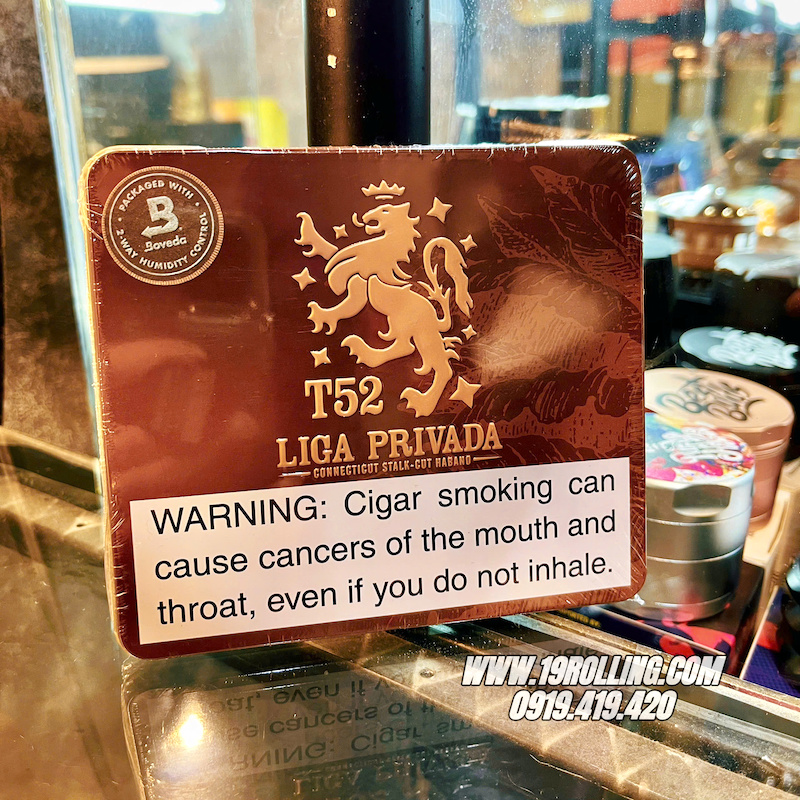 PACKAGED WITH
B
Boveda
2-WAY HUMIDITY CONTROL
T52
LIGA PRIVADA
CONNECTICUT STALK-CUT HABANO
WARNING: Cigar smoking can
cause cancers of the mouth and
throat, even if you do not inhale.
WWW.19ROLLING.COM
0919.419.420